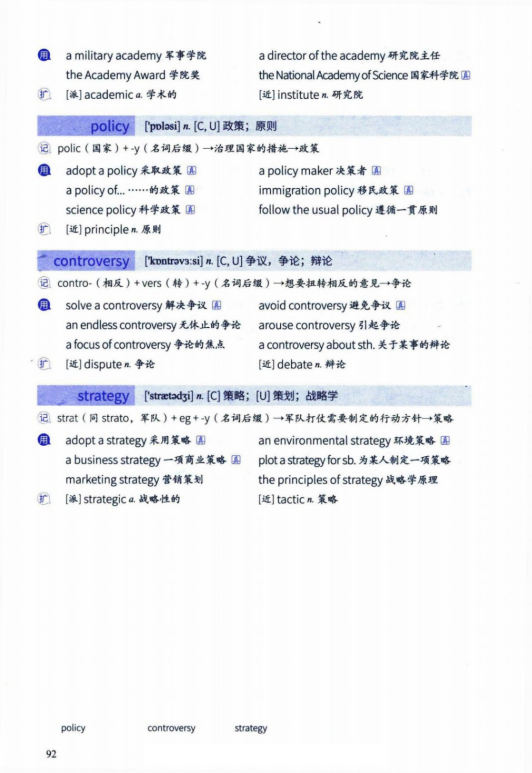 用 a military academy 军事学院 a director of the academy 研究院主任
the Academy Award 学院奖 the National Academy of Science 国家科学院 真
扩 [派] academic a. 学术的 [近] institute n. 研究院
policy ['pɒləsi] n. [C, U] 政策；原则
记 polic（国家）+ -y（名词后缀）→治理国家的措施→政策
用 adopt a policy 采取政策 真 a policy maker 决策者 真
a policy of... ……的政策 真 immigration policy 移民政策 真
science policy 科学政策 真 follow the usual policy 遵循一贯原则
扩 [近] principle n. 原则
controversy ['kɒntrəvɜːsi] n. [C, U] 争议，争论；辩论
记 contro-（相反）+ vers（转）+ -y（名词后缀）→想要扭转相反的意见→争论
用 solve a controversy 解决争议 真 avoid controversy 避免争议 真
an endless controversy 无休止的争论 arouse controversy 引起争论
a focus of controversy 争论的焦点 a controversy about sth. 关于某事的辩论
扩 [近] dispute n. 争论 [近] debate n. 辩论
strategy ['strætədʒi] n. [C] 策略；[U] 策划；战略学
记 strat（同 strato，军队）+ eg + -y（名词后缀）→军队打仗需要制定的行动方针→策略
用 adopt a strategy 采用策略 真 an environmental strategy 环境策略 真
a business strategy 一项商业策略 真 plot a strategy for sb. 为某人制定一项策略
marketing strategy 营销策划 the principles of strategy 战略学原理
扩 [派] strategic a. 战略性的 [近] tactic n. 策略
policy controversy strategy
92